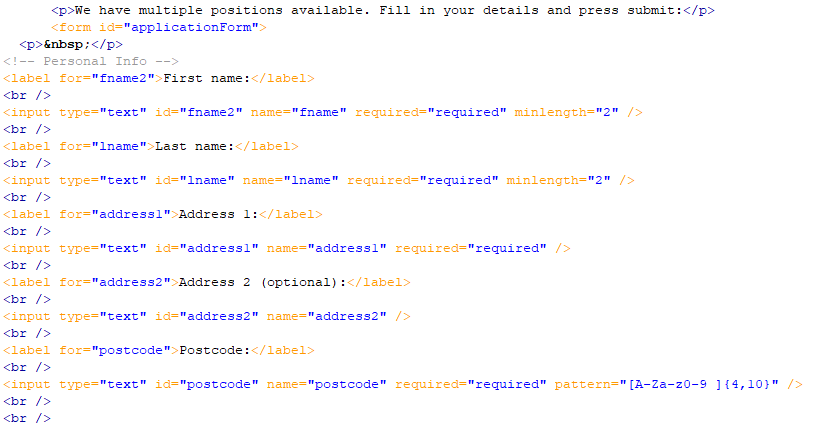 <p>We have multiple positions available. Fill in your details and press submit:</p>
<form id="applicationForm">
<p>&nbsp;</p>
<!-- Personal Info -->
<label for="fname2">First name:</label>
<br />
<input type="text" id="fname2" name="fname" required="required" minlength="2" />
<br />
<label for="lname">Last name:</label>
<br />
<input type="text" id="lname" name="lname" required="required" minlength="2" />
<br />
<label for="address1">Address 1:</label>
<br />
<input type="text" id="address1" name="address1" required="required" />
<br />
<label for="address2">Address 2 (optional):</label>
<br />
<input type="text" id="address2" name="address2" />
<br />
<label for="postcode">Postcode:</label>
<br />
<input type="text" id="postcode" name="postcode" required="required" pattern="[A-Za-z0-9 ]{4,10}" />
<br />
<br />